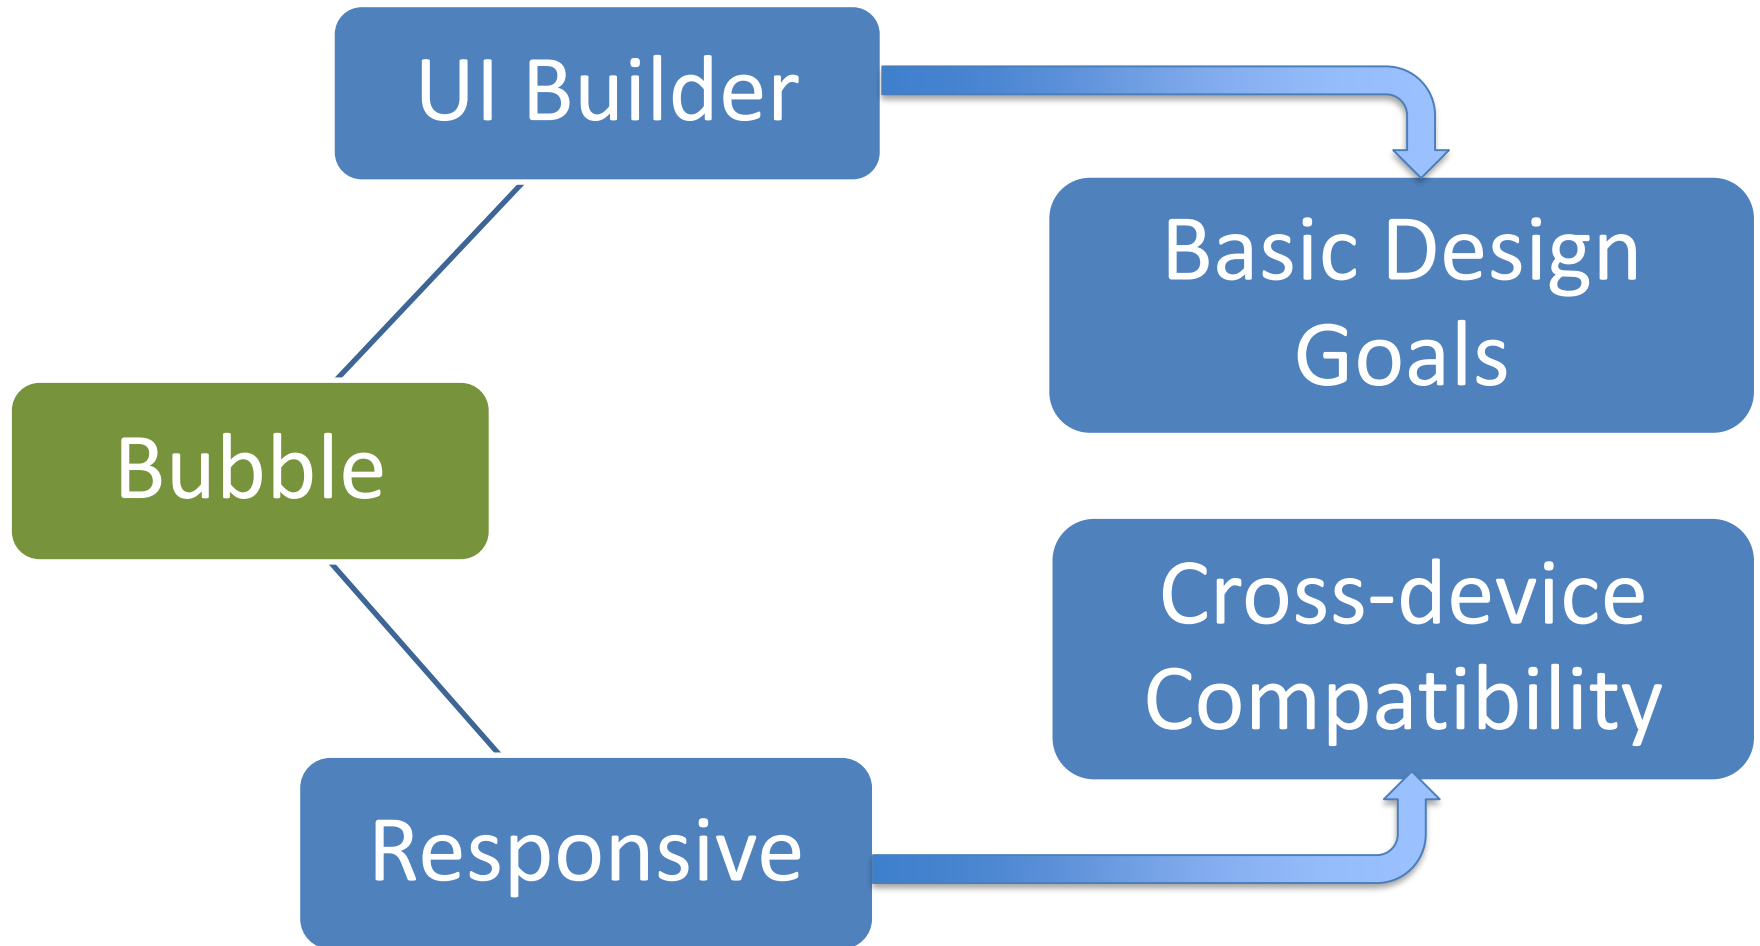 UI Builder
Basic Design
Goals
Bubble
Cross-device
Compatibility
Responsive